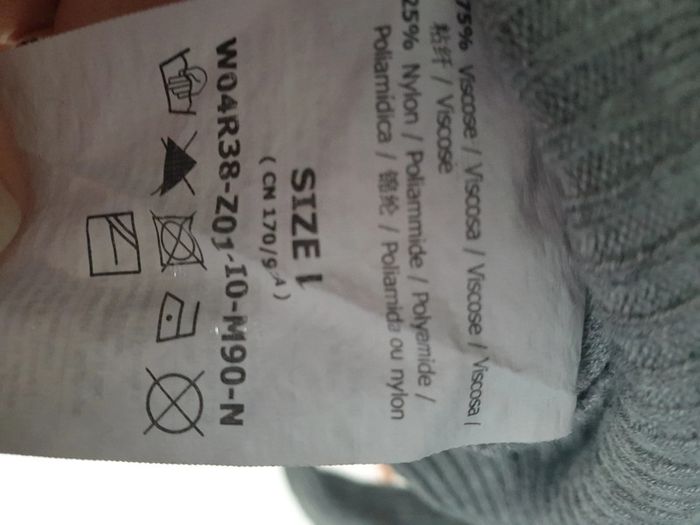 75% Viscose / Viscosa / Viscose / Viscosa /
粘纤 / Viscose
25% Nylon / Poliammide / Polyamide /
Poliamidica / 锦纶 / Poliamida ou nylon
SIZE
( CN
W04R38-Z01-I0-M90-N